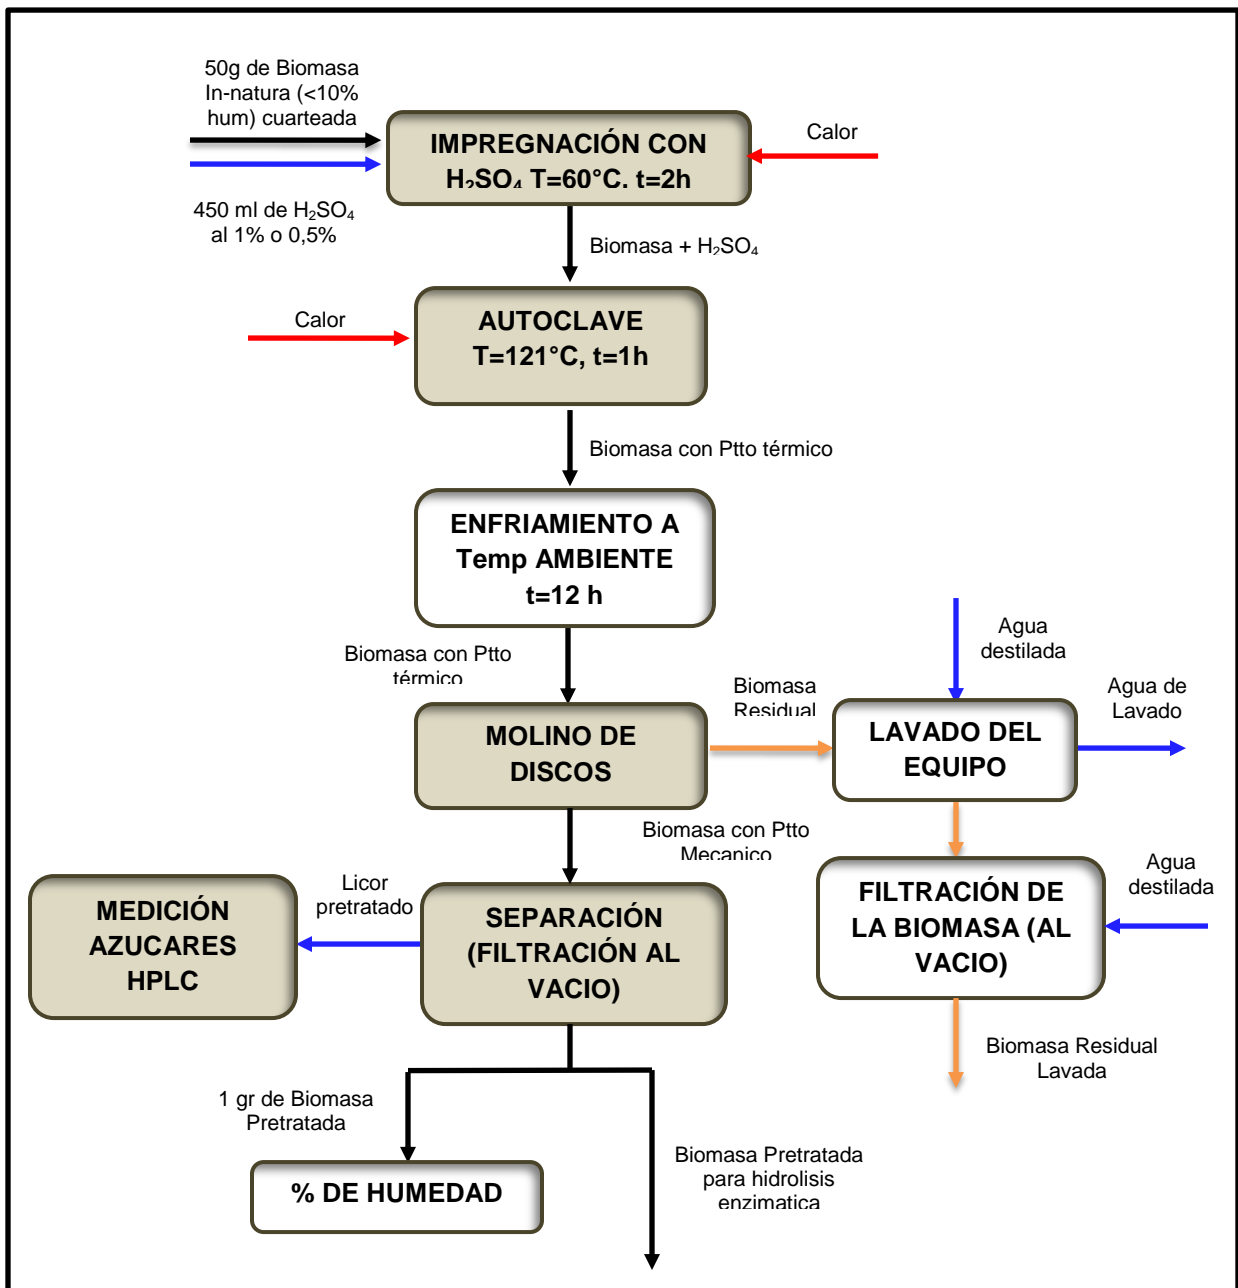 50g de Biomasa
In-natura (<10%
hum) cuarteada
IMPREGNACIÓN CON
H₂SO₄ T=60°C. t=2h
Calor
450 ml de H₂SO₄
al 1% o 0,5%
Biomasa + H₂SO₄
Calor
AUTOCLAVE
T=121°C, t=1h
Biomasa con Ptto térmico
ENFRIAMIENTO A
Temp AMBIENTE
t=12 h
Biomasa con Ptto
térmico
Agua
destilada
Biomasa
Residual
Agua de
Lavado
MOLINO DE
DISCOS
LAVADO DEL
EQUIPO
Biomasa con Ptto
Mecanico
Agua
destilada
Licor
pretratado
MEDICIÓN
AZUCARES
HPLC
SEPARACIÓN
(FILTRACIÓN AL
VACIO)
FILTRACIÓN DE
LA BIOMASA (AL
VACIO)
Biomasa Residual
Lavada
1 gr de Biomasa
Pretratada
Biomasa Pretratada
para hidrolisis
enzimatica
% DE HUMEDAD